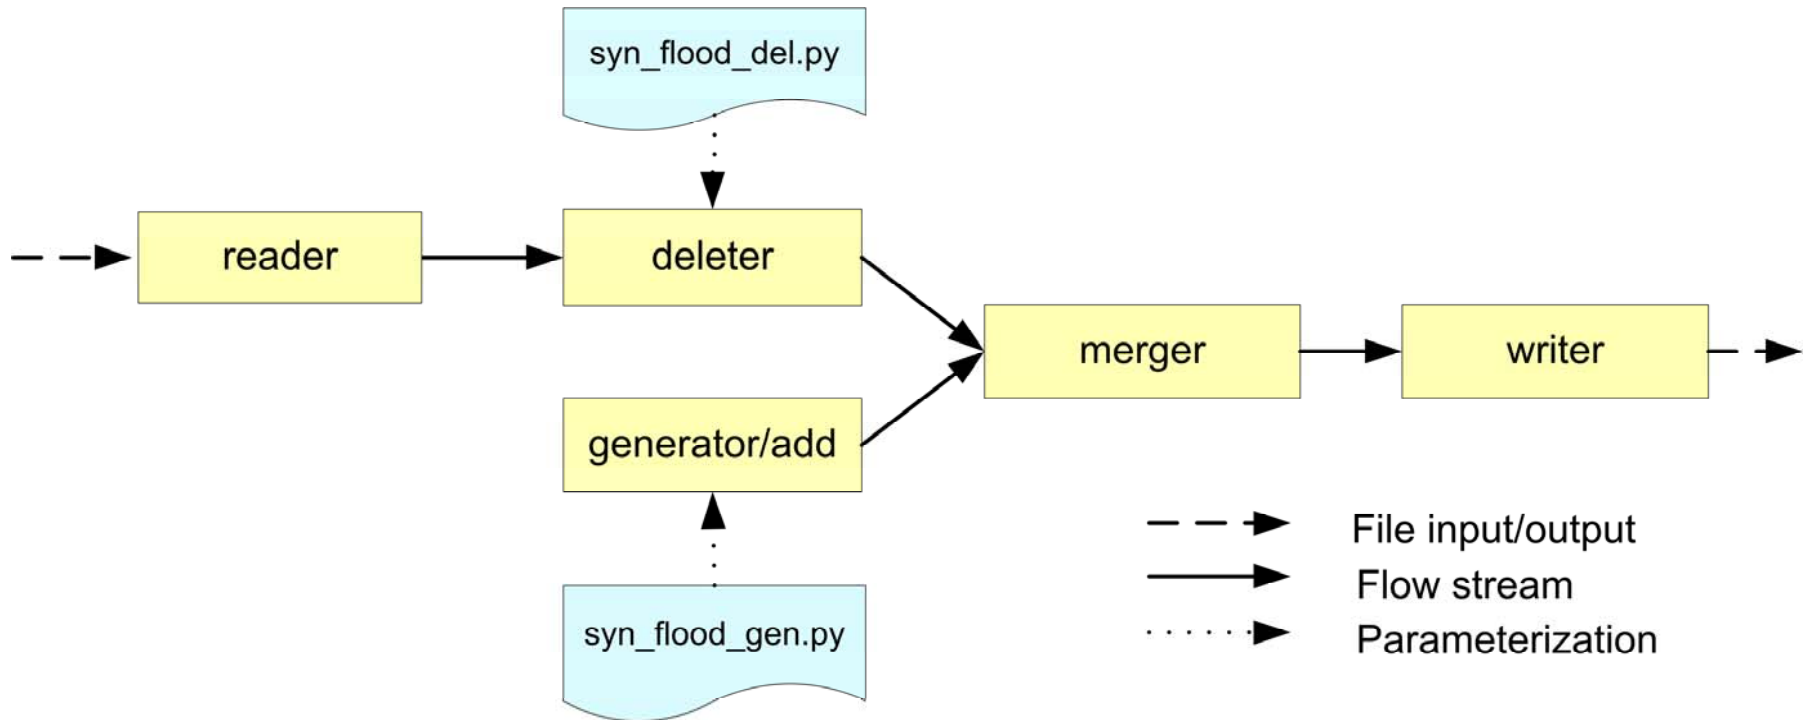 syn_flood_del.py
reader
deleter
merger
writer
generator/add
syn_flood_gen.py
File input/output
Flow stream
Parameterization